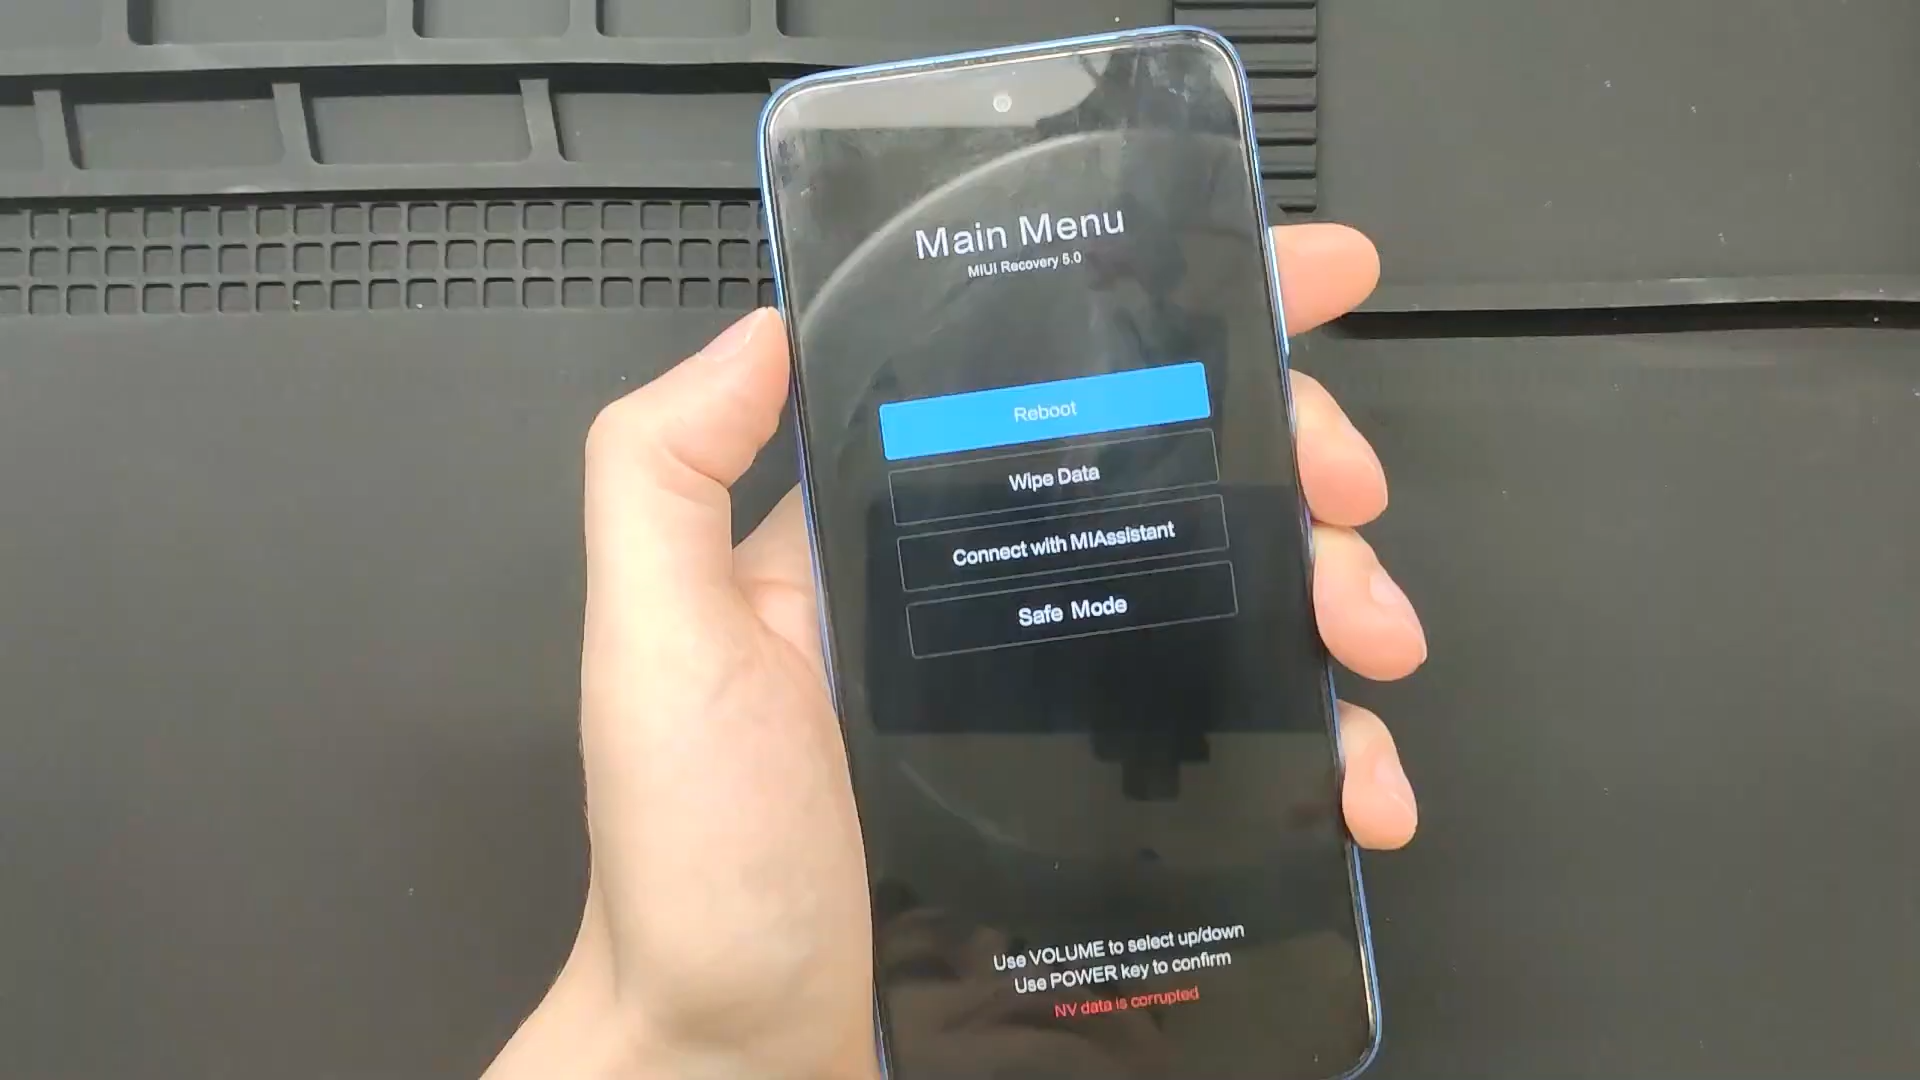 Main Menu
MIUI Recovery 5.0
Reboot
Wipe Data
Connect with MIAssistant
Safe Mode
Use VOLUME to select up/down
Use POWER key to confirm
NV data is corrupted